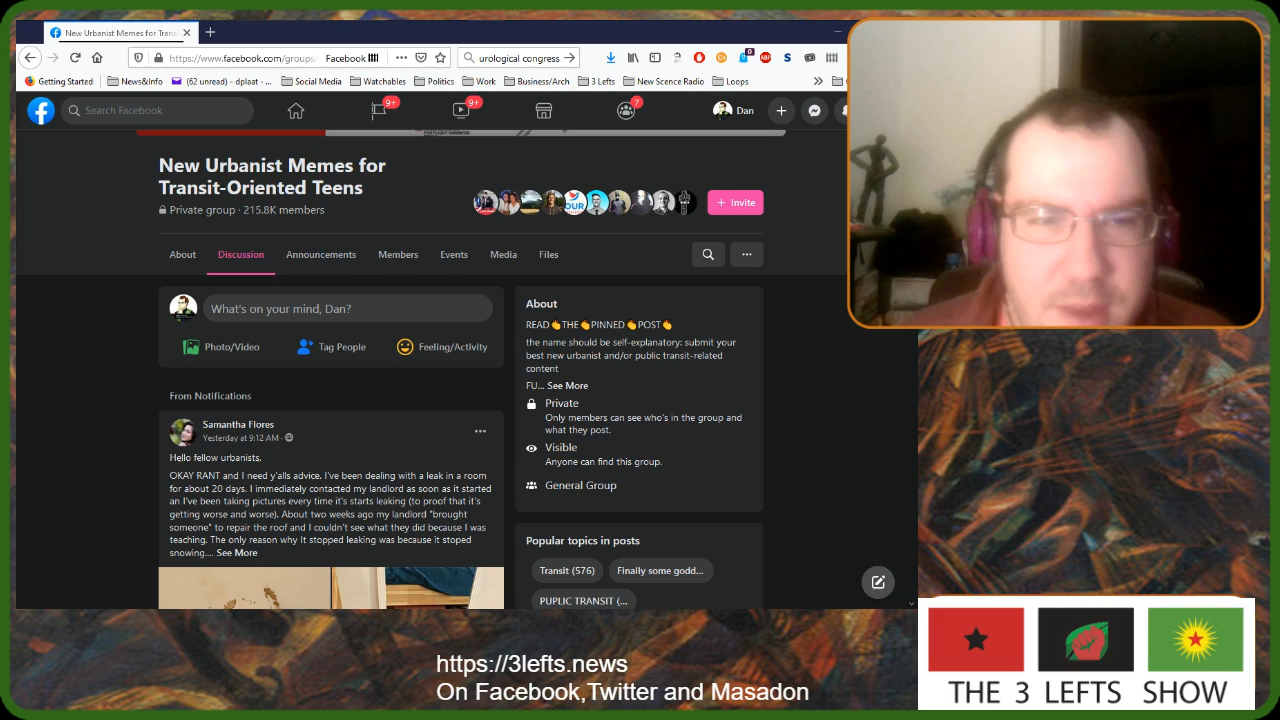 New Urbanist Memes for Transit
https://www.facebook.com/groups/
Facebook
urological congress
0
Getting Started
News&Info
(62 unread) - dplaat -
Social Media
Watchables
Politics
Work
Business/Arch
3 Lefts
New Scence Radio
Loops
Search Facebook
9+
9+
7
Dan
New Urbanist Memes for
Transit-Oriented Teens
Private group · 215.8K members
OUR
+ Invite
About
Discussion
Announcements
Members
Events
Media
Files
What's on your mind, Dan?
Photo/Video
Tag People
Feeling/Activity
From Notifications
Samantha Flores
Yesterday at 9:12 AM ·
Hello fellow urbanists,
OKAY RANT and I need y'alls advice. I've been dealing with a leak in a room
for about 20 days. I immediately contacted my landlord as soon as it started
an I've been taking pictures every time it's starts leaking (to proof that it's
getting worse and worse). About two weeks ago my landlord "brought
someone" to repair the roof and I couldn't see what they did because I was
teaching. The only reason why It stopped leaking was because it stoped
snowing.... See More
About
READ👏THE👏PINNED👏POST👏
the name should be self-explanatory: submit your
best new urbanist and/or public transit-related
content
FU... See More
Private
Only members can see who's in the group and
what they post.
Visible
Anyone can find this group.
General Group
Popular topics in posts
Transit (576)
Finally some godd...
PUPLIC TRANSIT (...
https://3lefts.news
On Facebook,Twitter and Masadon
THE 3 LEFTS SHOW